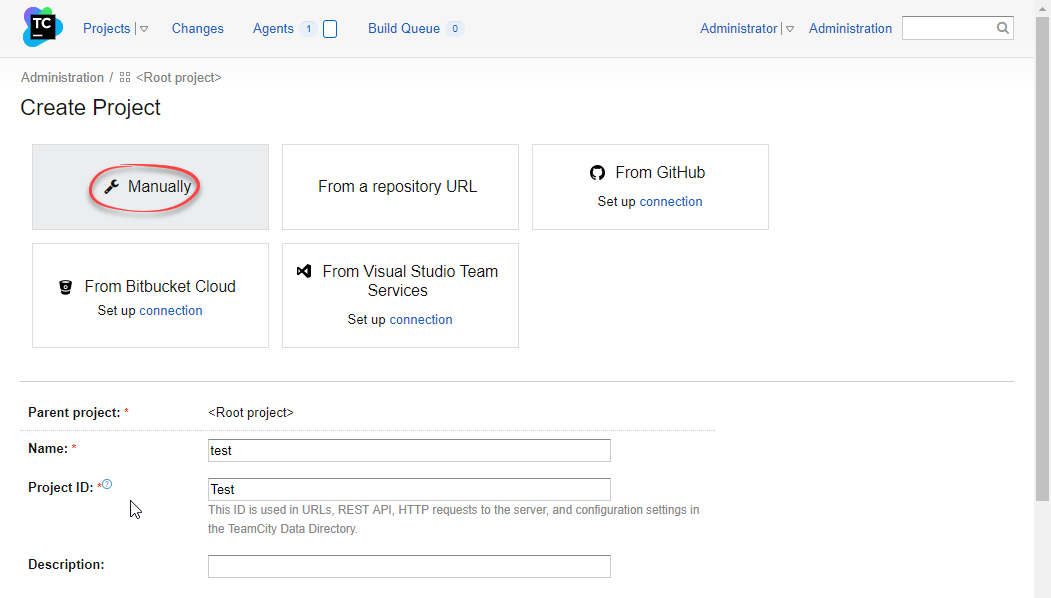 TC Projects Changes Agents 1 Build Queue 0 Administrator Administration
Administration / <Root project>
Create Project
Manually
From a repository URL
From GitHub
Set up connection
From Bitbucket Cloud
Set up connection
From Visual Studio Team
Services
Set up connection
Parent project: * <Root project>
Name: * test
Project ID: * ? Test
This ID is used in URLs, REST API, HTTP requests to the server, and configuration settings in
the TeamCity Data Directory.
Description: